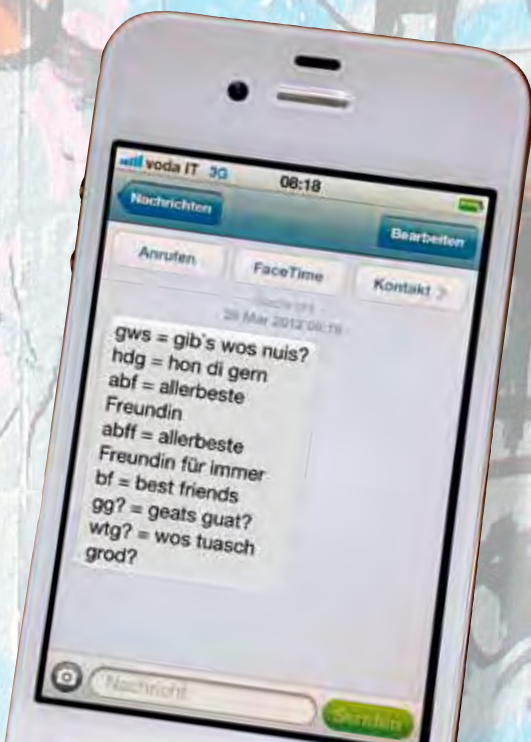 voda IT 3G 08:18
Nachrichten
Bearbeiten
Anrufen FaceTime Kontakt
gws = gib`s wos nuis?
hdg = hon di gern
abf = allerbeste
Freundin
abff = allerbeste
Freundin für immer
bf = best friends
gg? = geats guat?
wtg? = wos tuasch
grod?
Nachricht
Senden